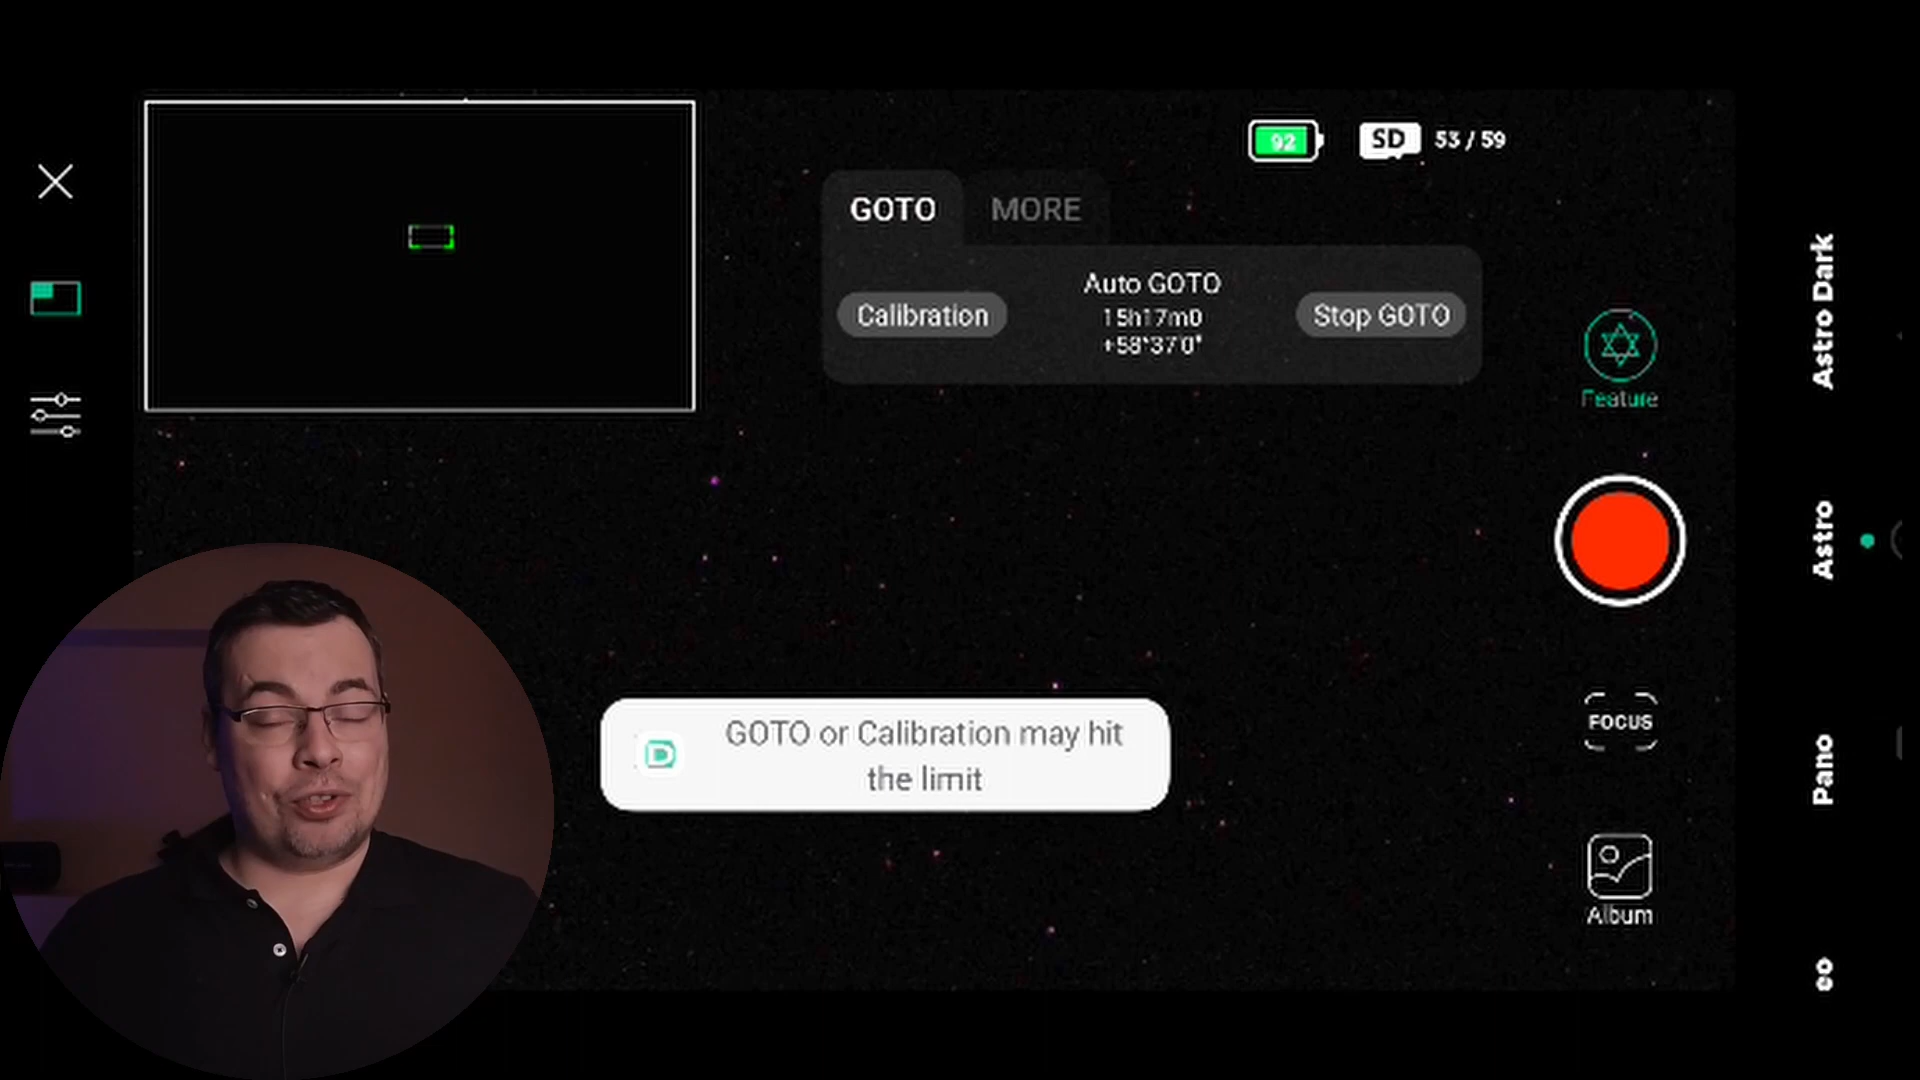 92
SD 53 / 59
GOTO MORE
Auto GOTO
Calibration
15h17m0
+58°37'0"
Stop GOTO
Feature
Astro Dark
Astro
FOCUS
Pano
GOTO or Calibration may hit
the limit
Album
eo